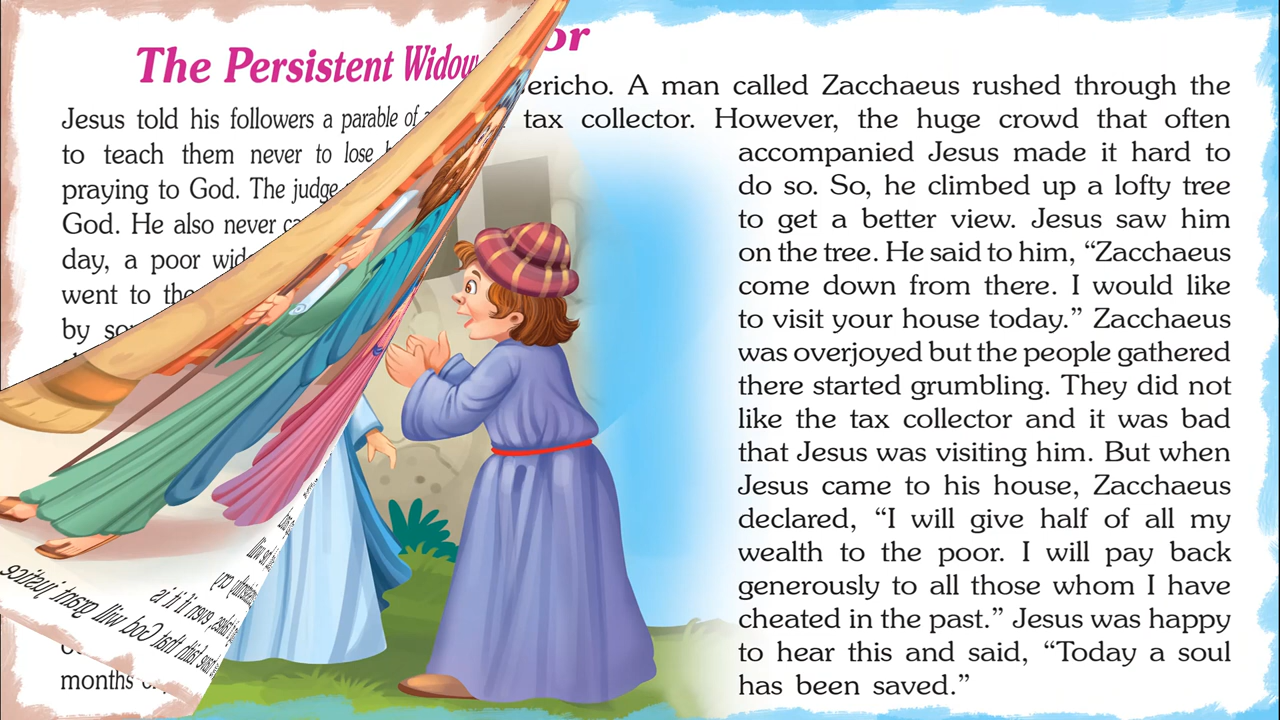 The Persistent Widow
Jesus told his followers a parable of
to teach them never to lose
praying to God. The judge
God. He also never
day, a poor
went to the
by
months
or
A man called Zacchaeus rushed through the
tax collector. However, the huge crowd that often
accompanied Jesus made it hard to
do so. So, he climbed up a lofty tree
to get a better view. Jesus saw him
on the tree. He said to him, “Zacchaeus
come down from there. I would like
to visit your house today.” Zacchaeus
was overjoyed but the people gathered
there started grumbling. They did not
like the tax collector and it was bad
that Jesus was visiting him. But when
Jesus came to his house, Zacchaeus
declared, “I will give half of all my
wealth to the poor. I will pay back
generously to all those whom I have
cheated in the past.” Jesus was happy
to hear this and said, “Today a soul
has been saved.”